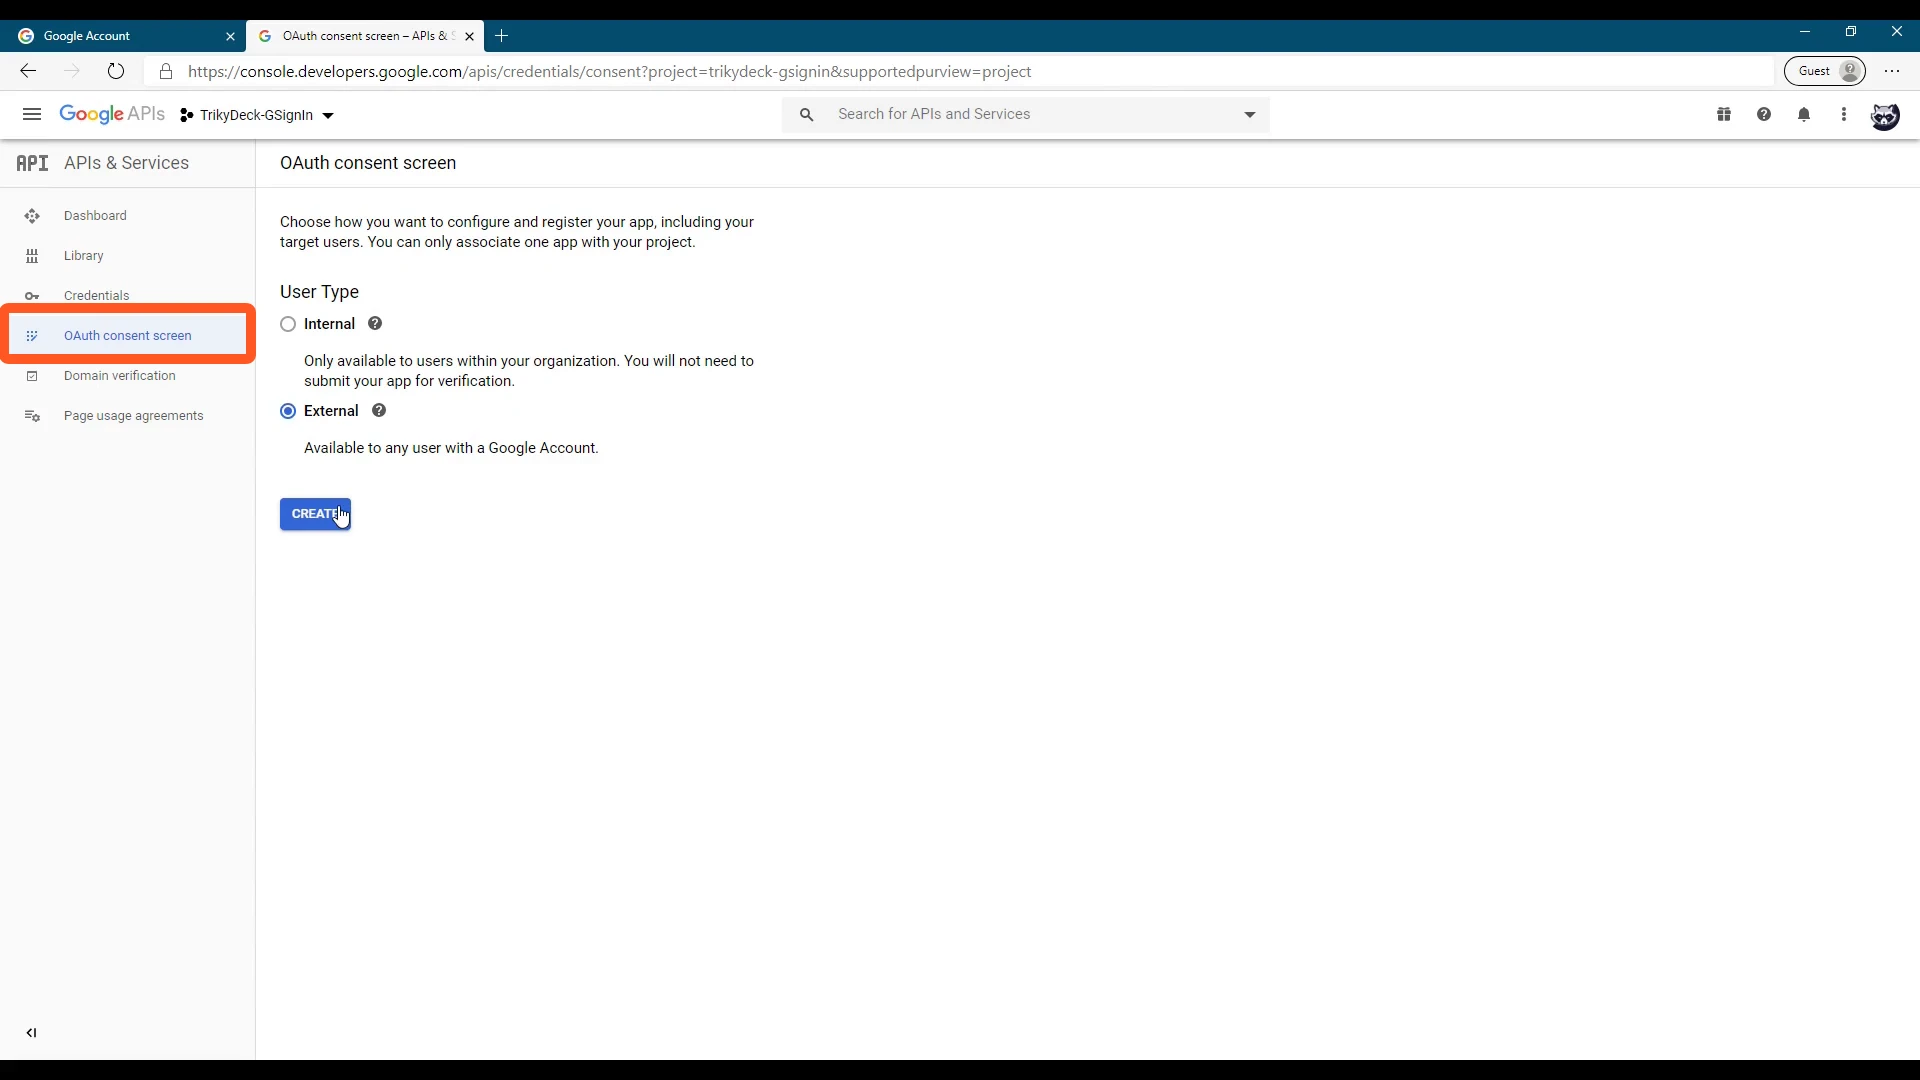 Google Account
OAuth consent screen – APIs &
https://console.developers.google.com/apis/credentials/consent?project=trikydeck-gsignin&supportedpurview=project
Guest
Google APIs
TrikyDeck-GSignIn
Search for APIs and Services
API APIs & Services
OAuth consent screen
Dashboard
Library
Credentials
OAuth consent screen
Domain verification
Page usage agreements
Choose how you want to configure and register your app, including your
target users. You can only associate one app with your project.
User Type
Internal
Only available to users within your organization. You will not need to
submit your app for verification.
External
Available to any user with a Google Account.
CREATE